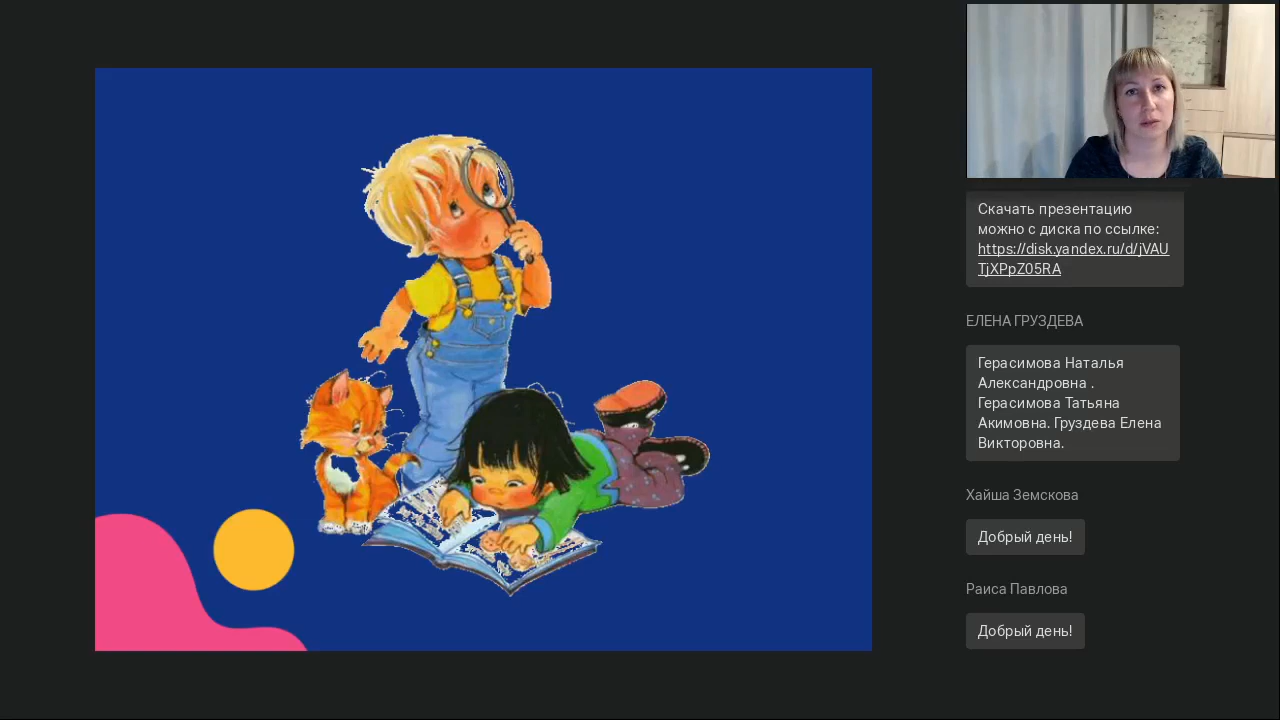 Скачать презентацию
можно с диска по ссылке:
https://disk.yandex.ru/d/jVAU
TjXPpZ05RA
ЕЛЕНА ГРУЗДЕВА
Герасимова Наталья
Александровна .
Герасимова Татьяна
Акимовна. Груздева Елена
Викторовна.
Хайша Земскова
Добрый день!
Раиса Павлова
Добрый день!